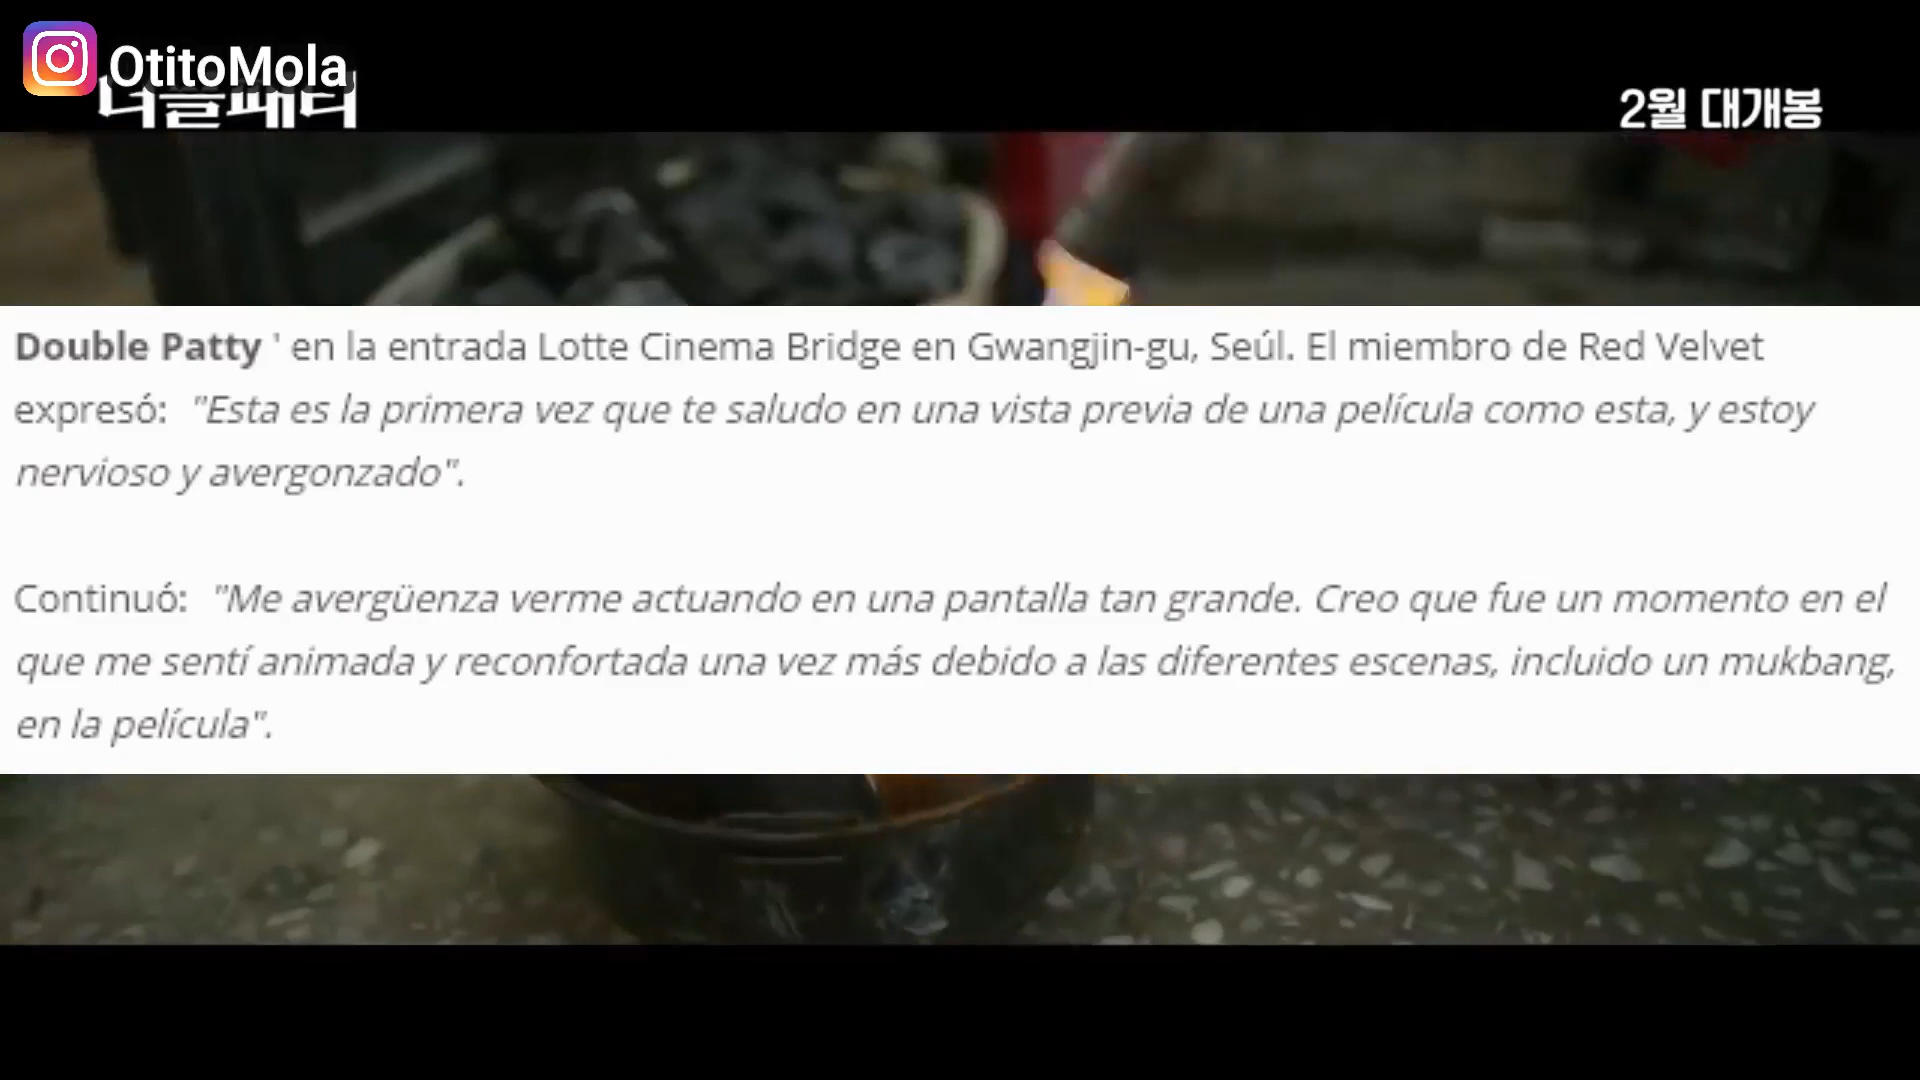 OtitoMola
더블패티
2월 대개봉
Double Patty ' en la entrada Lotte Cinema Bridge en Gwangjin-gu, Seúl. El miembro de Red Velvet
expresó: "Esta es la primera vez que te saludo en una vista previa de una película como esta, y estoy
nervioso y avergonzado".
Continuó: "Me avergüenza verme actuando en una pantalla tan grande. Creo que fue un momento en el
que me sentí animada y reconfortada una vez más debido a las diferentes escenas, incluido un mukbang,
en la película".